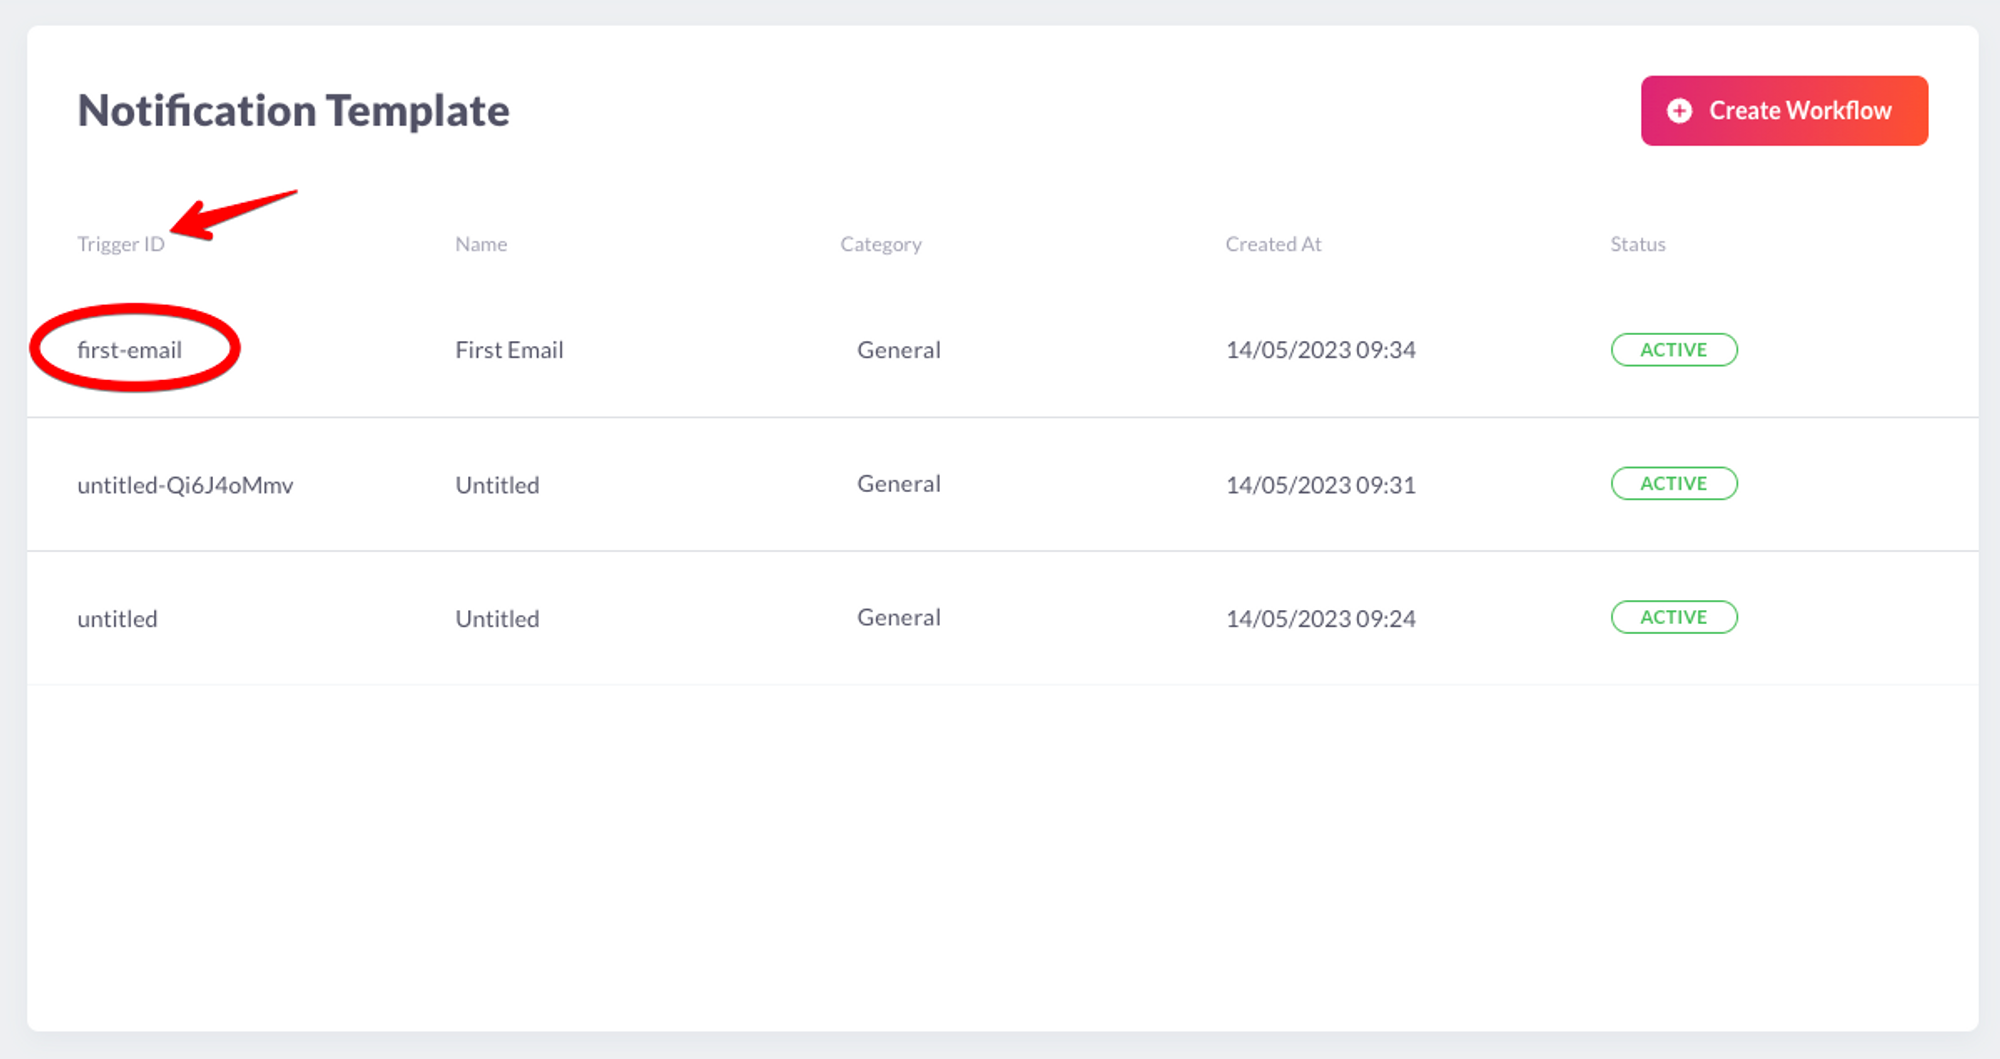 Notification Template
Create Workflow
Trigger ID Name Category Created At Status
first-email First Email General 14/05/2023 09:34 ACTIVE
untitled-Qi6J4oMmv Untitled General 14/05/2023 09:31 ACTIVE
untitled Untitled General 14/05/2023 09:24 ACTIVE